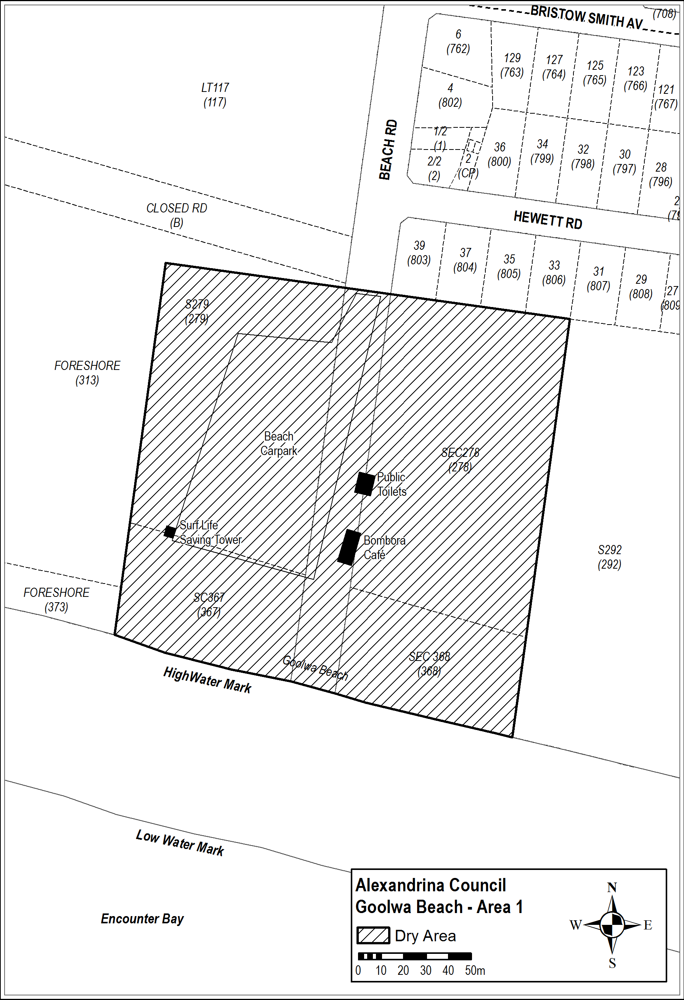 BRISTOW SMITH AV
(708)
6
(762)
129
(763)
127
(764)
125
(765)
123
(766)
121
(767)
LT117
(117)
4
(802)
BEACH RD
1/2
(1)
2/2
(2)
2
(CP)
36
(800)
34
(799)
32
(798)
30
(797)
28
(796)
CLOSED RD
(B)
HEWETT RD
39
(803)
37
(804)
35
(805)
33
(806)
31
(807)
29
(808)
27
(809
S279
(279)
FORESHORE
(313)
Beach
Carpark
SEC278
(278)
Public
Toilets
Surf Life
Saving Tower
Bombora
Café
S292
(292)
FORESHORE
(373)
SC367
(367)
Goolwa Beach
SEC 368
(368)
HighWater Mark
Low Water Mark
Encounter Bay
Alexandrina Council
Goolwa Beach - Area 1
Dry Area
0 10 20 30 40 50m
N
W E
S